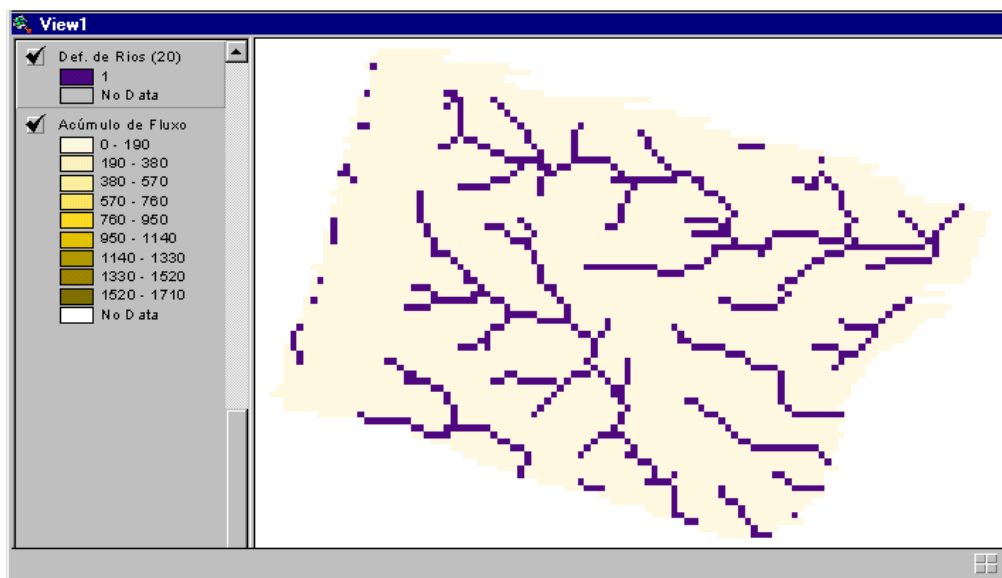 View1
Def. de Rios (20)
1
No Data
Acúmulo de Fluxo
0 - 190
190 - 380
380 - 570
570 - 760
760 - 950
950 - 1140
1140 - 1330
1330 - 1520
1520 - 1710
No Data